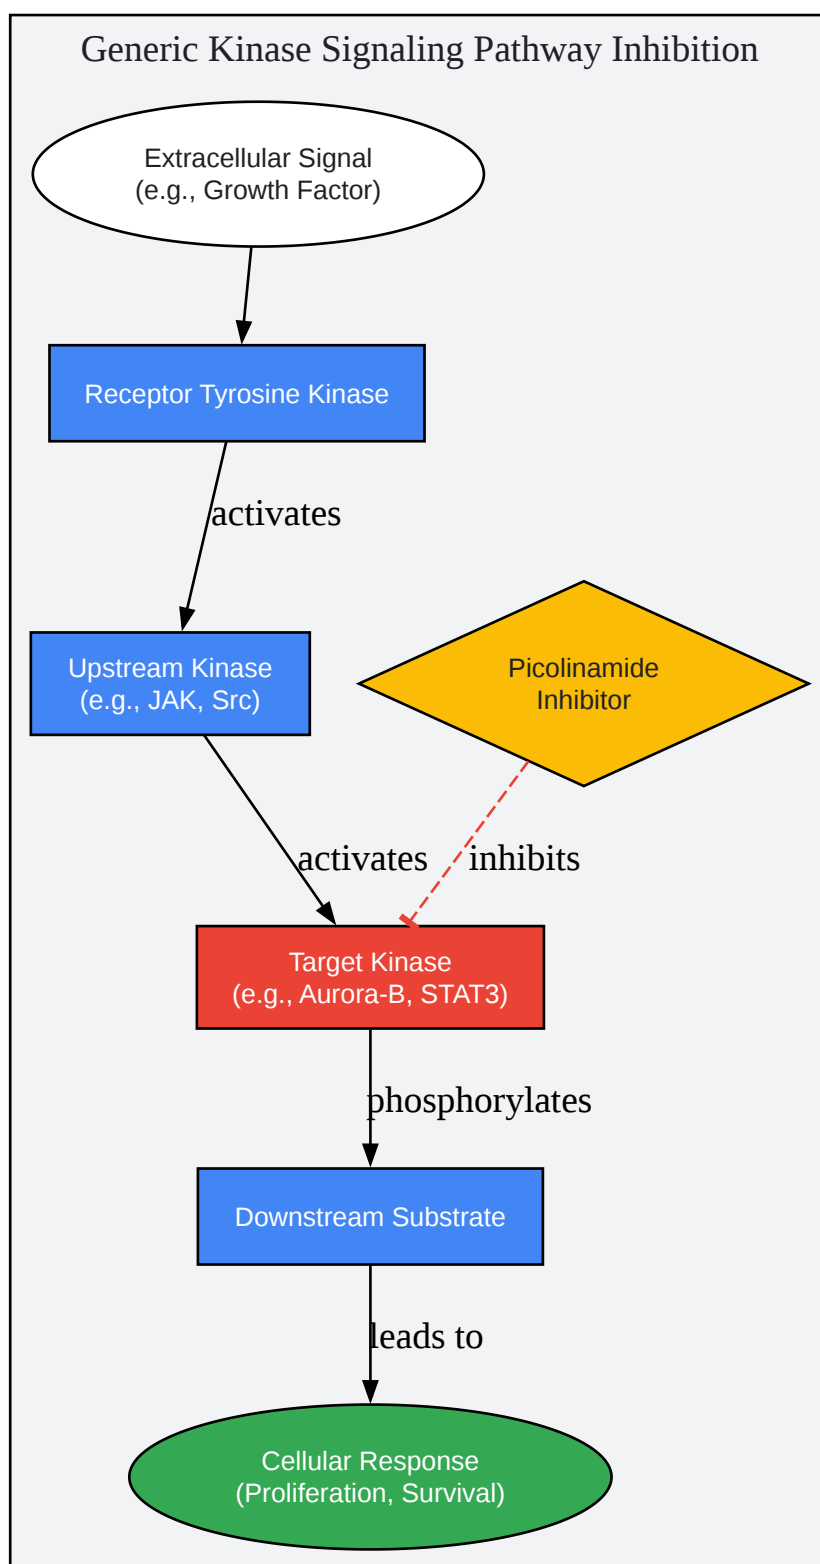 Generic Kinase Signaling Pathway Inhibition
Extracellular Signal
(e.g., Growth Factor)
Receptor Tyrosine Kinase
activates
Upstream Kinase
(e.g., JAK, Src)
Picolinamide
Inhibitor
activates
inhibits
Target Kinase
(e.g., Aurora-B, STAT3)
phosphorylates
Downstream Substrate
leads to
Cellular Response
(Proliferation, Survival)